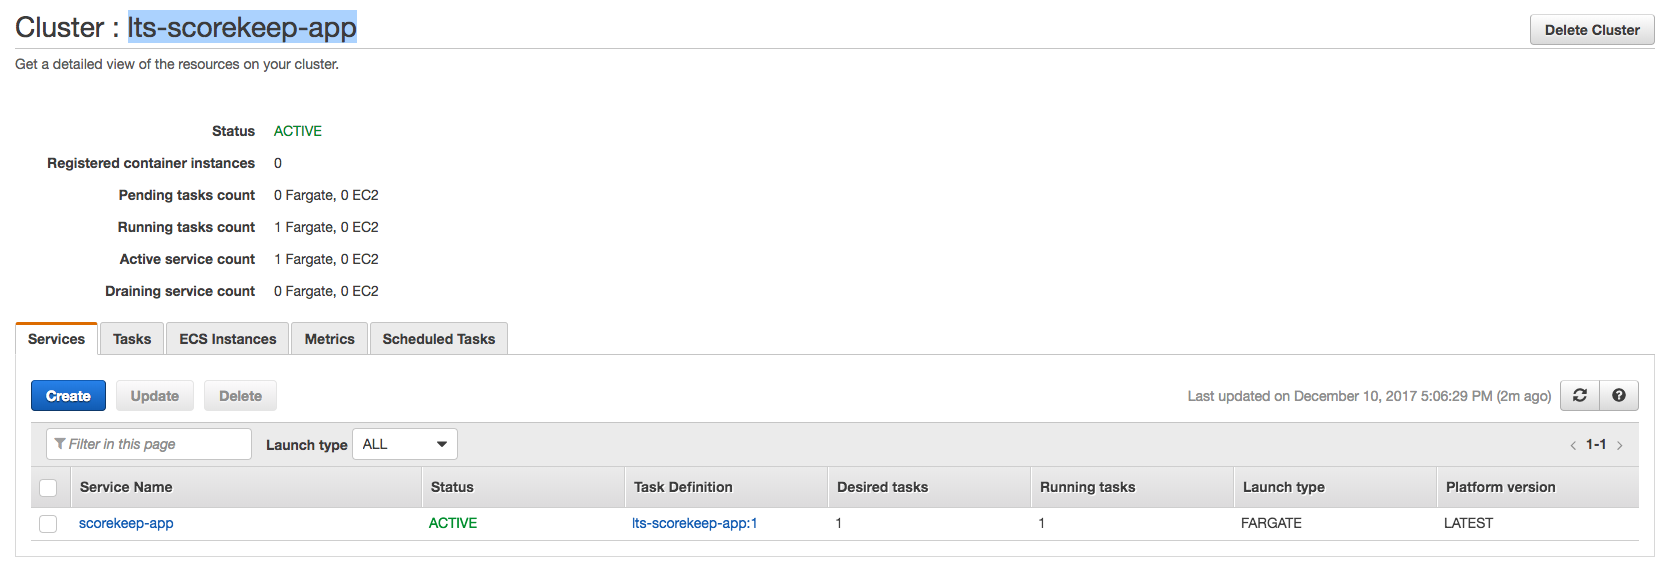 Cluster : lts-scorekeep-app
Delete Cluster
Get a detailed view of the resources on your cluster.
Status ACTIVE
Registered container instances 0
Pending tasks count 0 Fargate, 0 EC2
Running tasks count 1 Fargate, 0 EC2
Active service count 1 Fargate, 0 EC2
Draining service count 0 Fargate, 0 EC2
Services Tasks ECS Instances Metrics Scheduled Tasks
Create Update Delete Last updated on December 10, 2017 5:06:29 PM (2m ago)
Filter in this page Launch type ALL < 1-1 >
Service Name Status Task Definition Desired tasks Running tasks Launch type Platform version
scorekeep-app ACTIVE lts-scorekeep-app:1 1 1 FARGATE LATEST